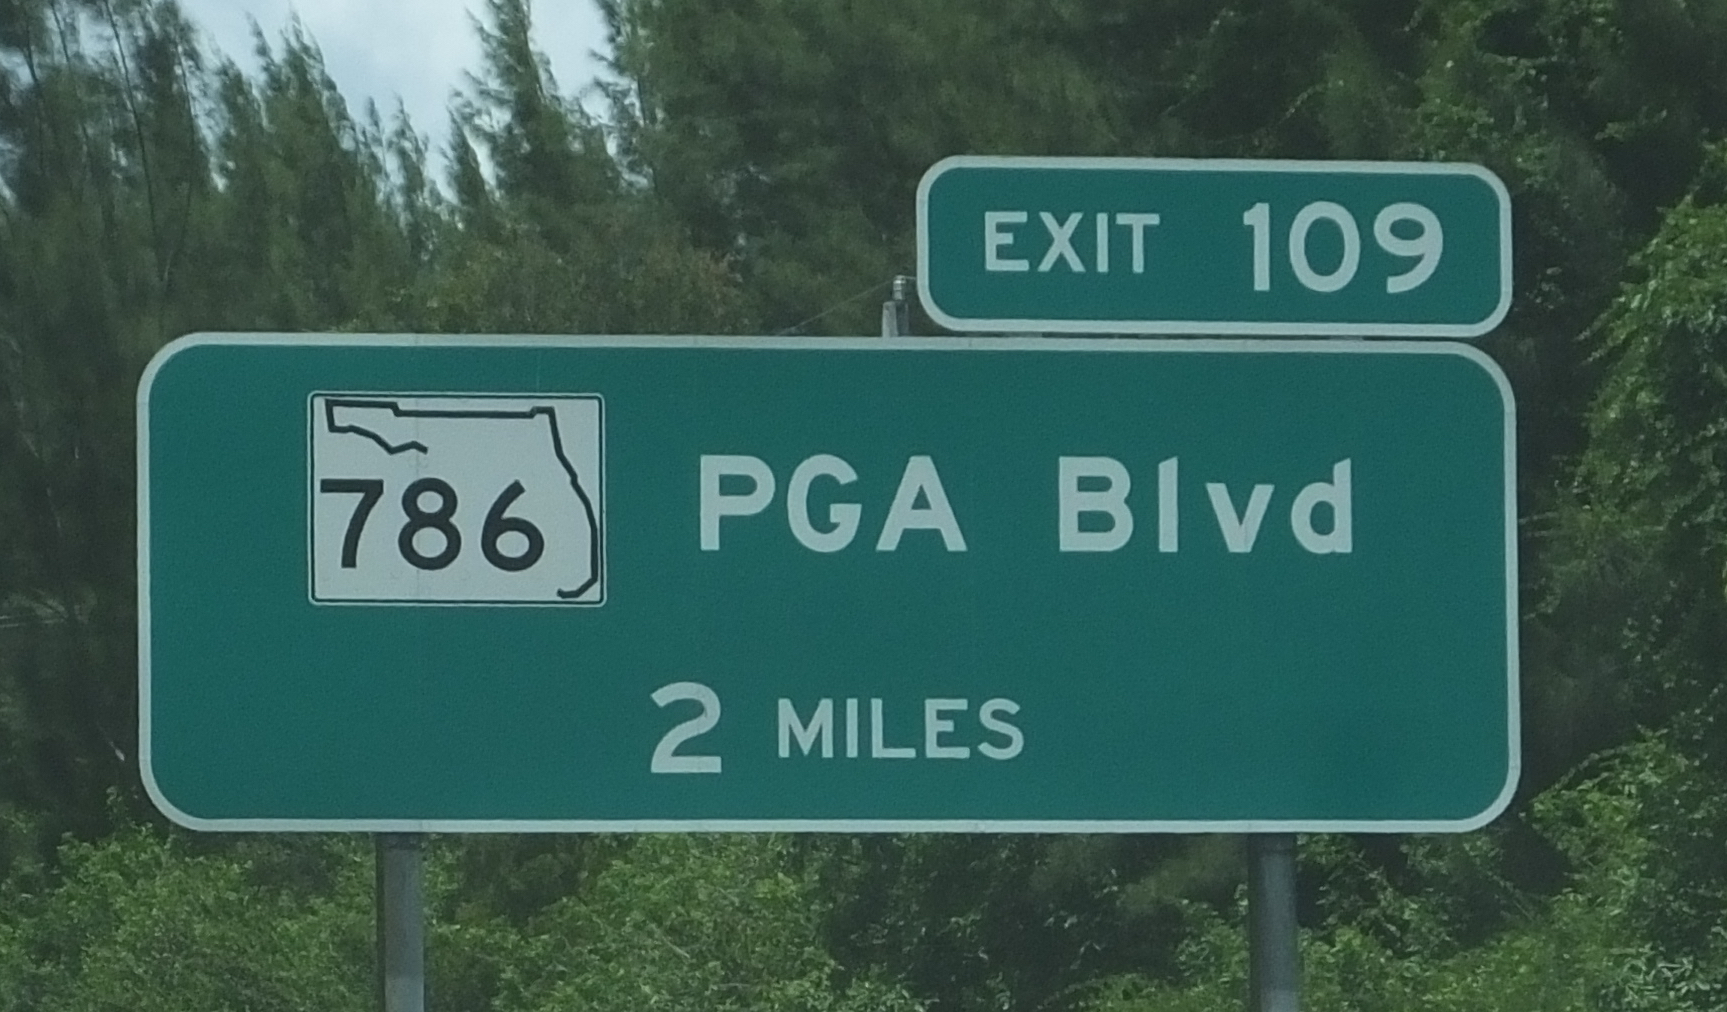 EXIT 109
786 PGA Blvd
2 MILES